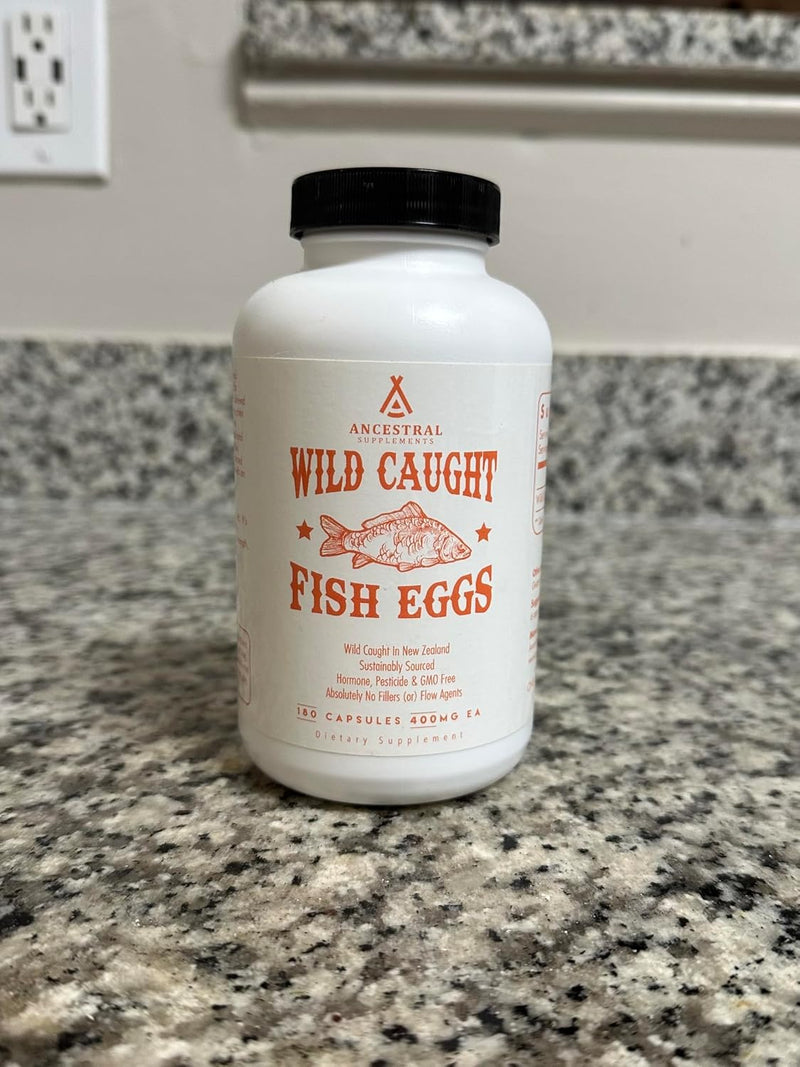 ANCESTRAL
SUPPLEMENTS
WILD CAUGHT
FISH EGGS
Wild Caught In New Zealand
Sustainably Sourced
Hormone, Pesticide & GMO Free
Absolutely No Fillers (or) Flow Agents
180 CAPSULES 400MG EA
Dietary Supplement